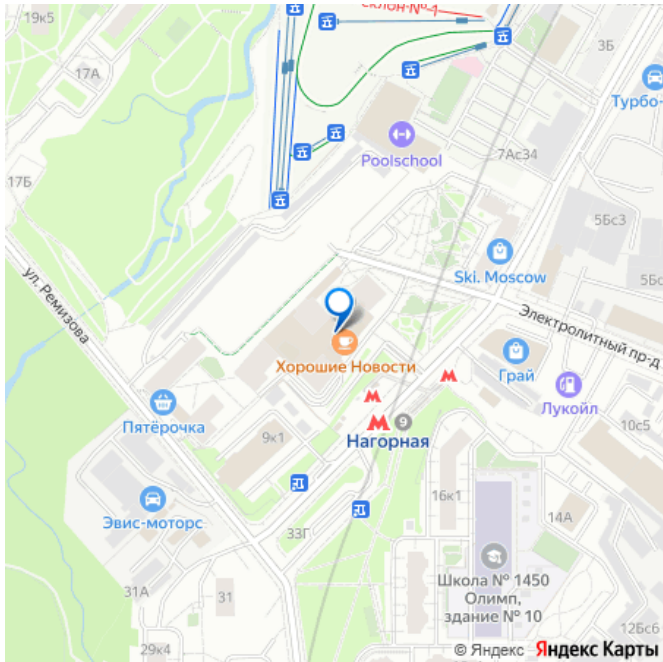 19к5
Склон-№1
3Б
17А
Турбо-
Poolschool
7Ас34
17Б
5Бс3
Ski. Moscow
5Бс
ул. Ремизова
Электролитный пр-д
Хорошие Новости
Грай
Лукойл
Пятёрочка
М
М
М
9
Нагорная
9к1
10с5
Эвис-моторс
16к1
14А
33Г
Школа № 1450
Олимп,
здание № 10
31А
31
12Бс6
29к4
© Яндекс Яндекс Карты